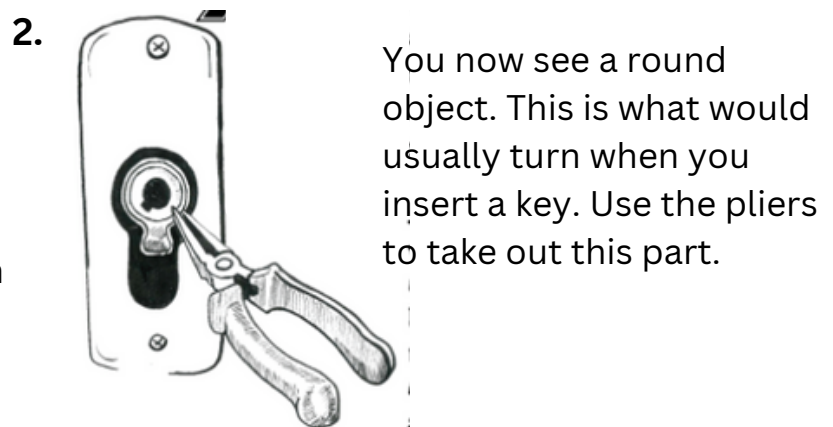 2.
You now see a round
object. This is what would
usually turn when you
insert a key. Use the pliers
to take out this part.